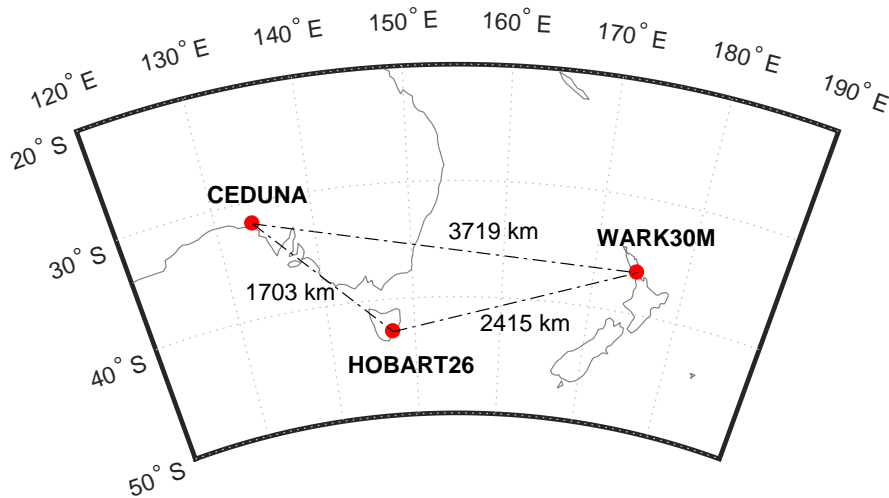 120° E
130° E
140° E
150° E
160° E
170° E
180° E
190° E
20° S
30° S
40° S
50° S
CEDUNA
3719 km
WARK30M
1703 km
2415 km
HOBART26